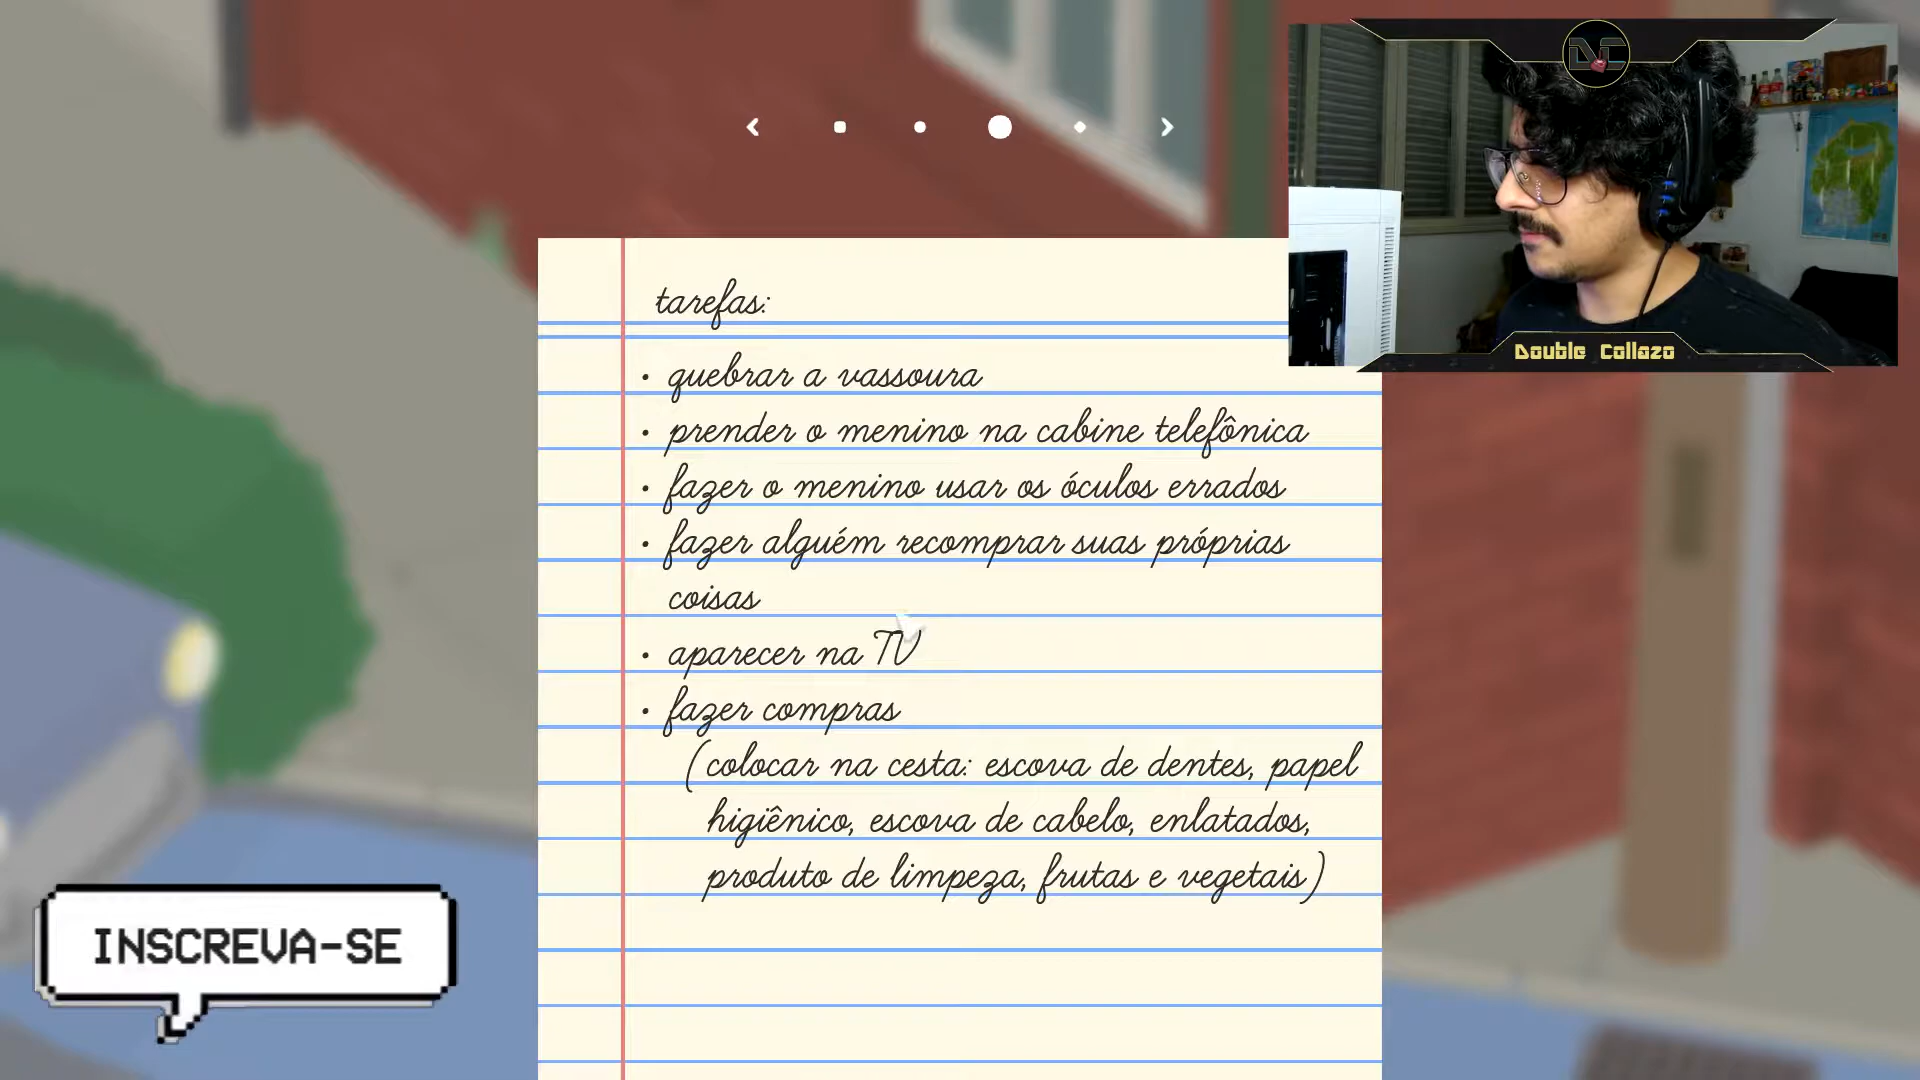 tarefas:
• quebrar a vassoura
• prender o menino na cabine telefônica
• fazer o menino usar os óculos errados
• fazer alguém recomprar suas próprias
coisas
• aparecer na TV
• fazer compras
(colocar na cesta: escova de dentes, papel
higiênico, escova de cabelo, enlatados,
produto de limpeza, frutas e vegetais)
DC
Double Collazo
INSCREVA-SE